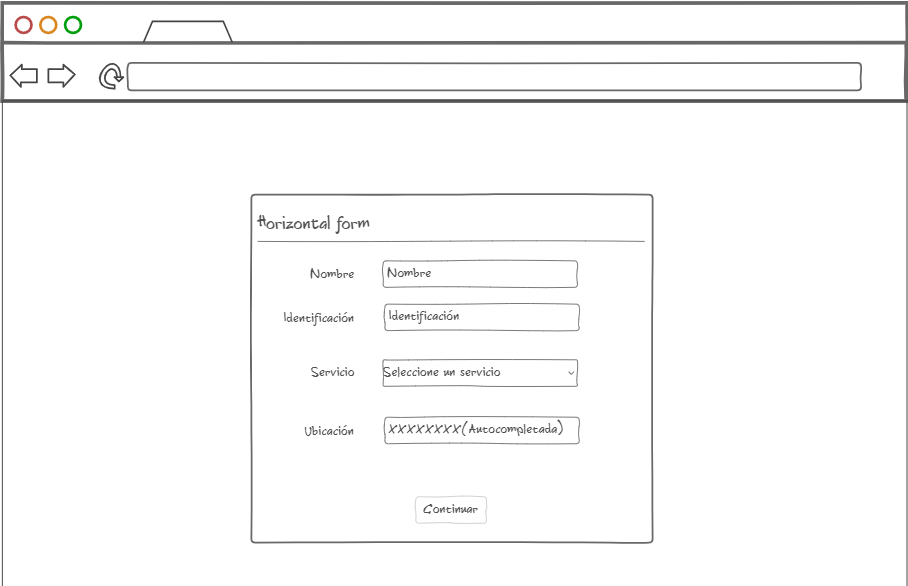 Horizontal form
Nombre Nombre
Identificación Identificación
Servicio Seleccione un servicio
Ubicación XXXXXXXX(Autocompletada)
Continuar